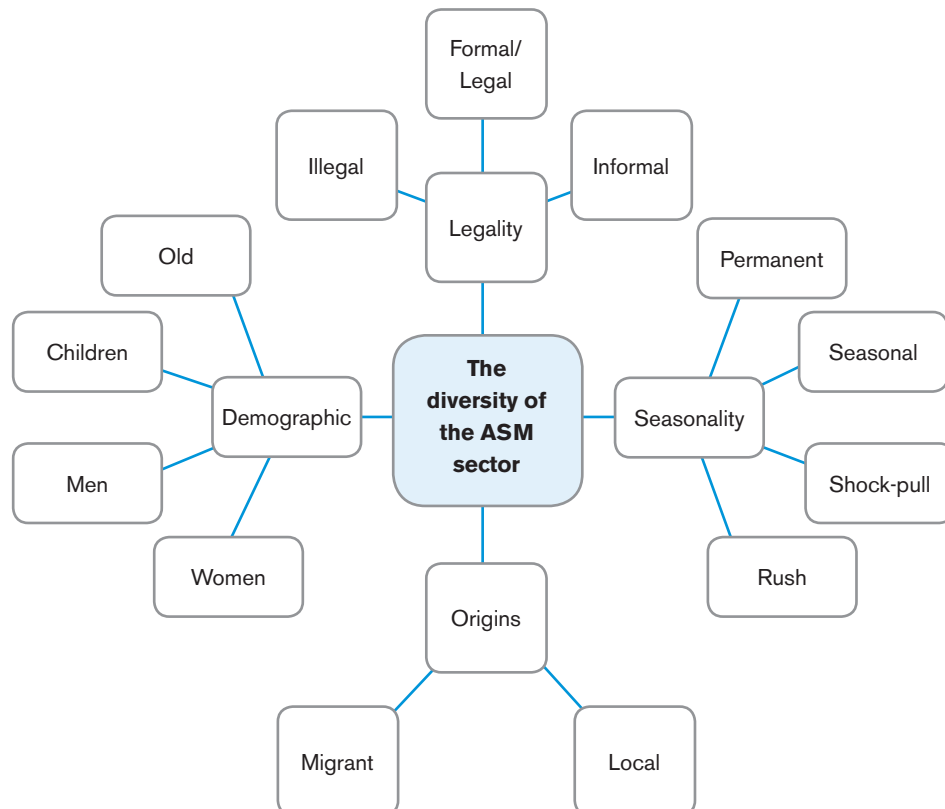 Formal/
Legal
Illegal
Informal
Legality
Old
Permanent
Children
The
diversity of
the ASM
sector
Seasonal
Demographic
Seasonality
Men
Shock-pull
Women
Rush
Origins
Migrant
Local